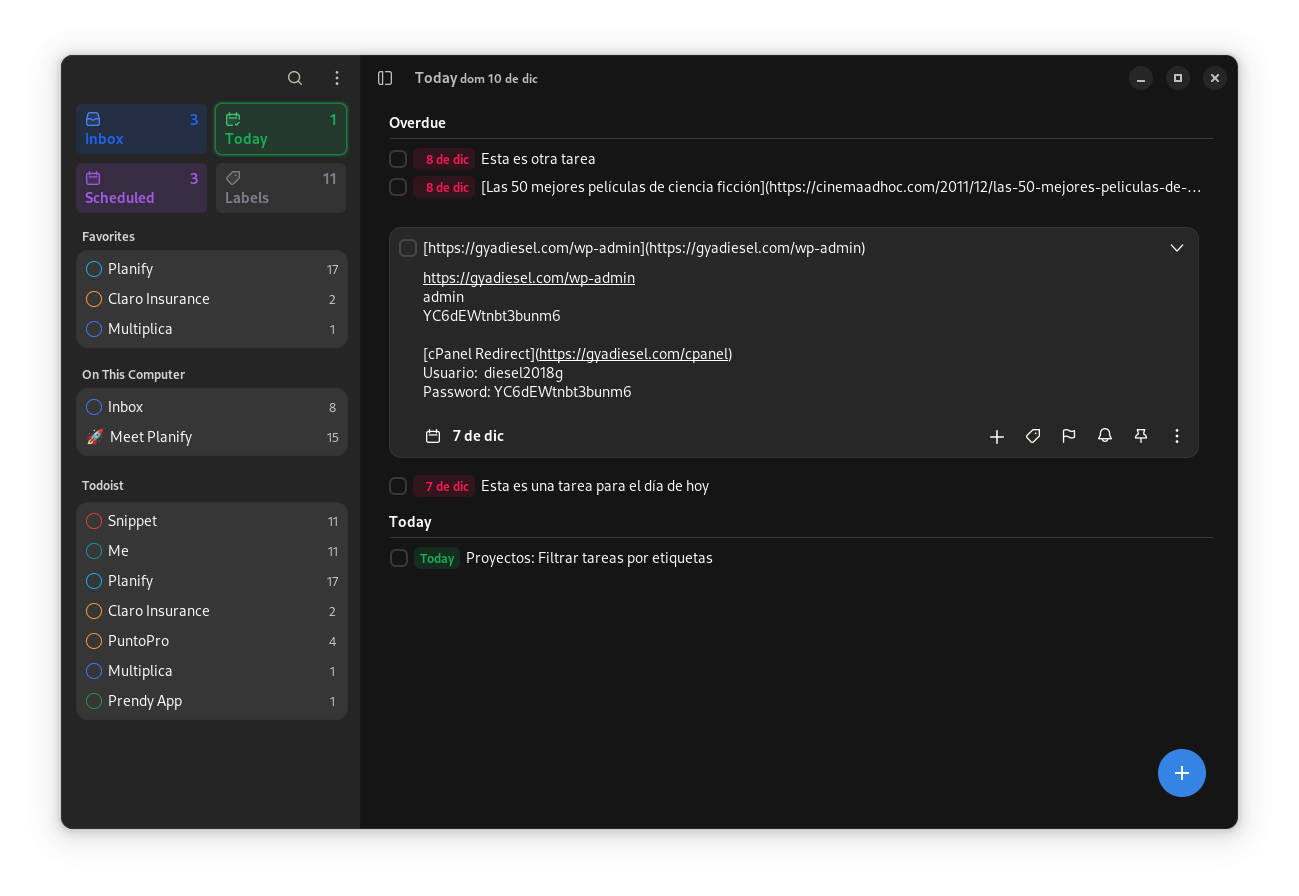 Inbox 3
Today 1
Scheduled 3
Labels 11
Favorites
Planify 17
Claro Insurance 2
Multiplica 1
On This Computer
Inbox 8
🚀 Meet Planify 15
Todoist
Snippet 11
Me 11
Planify 17
Claro Insurance 2
PuntoPro 4
Multiplica 1
Prendy App 1
Today dom 10 de dic
Overdue
8 de dic Esta es otra tarea
8 de dic [Las 50 mejores películas de ciencia ficción](https://cinemaadhoc.com/2011/12/las-50-mejores-peliculas-de-…
[https://gyadiesel.com/wp-admin](https://gyadiesel.com/wp-admin)
https://gyadiesel.com/wp-admin
admin
YC6dEWtnbt3bunm6
[cPanel Redirect](https://gyadiesel.com/cpanel)
Usuario: diesel2018g
Password: YC6dEWtnbt3bunm6
7 de dic
7 de dic Esta es una tarea para el día de hoy
Today
Today Proyectos: Filtrar tareas por etiquetas